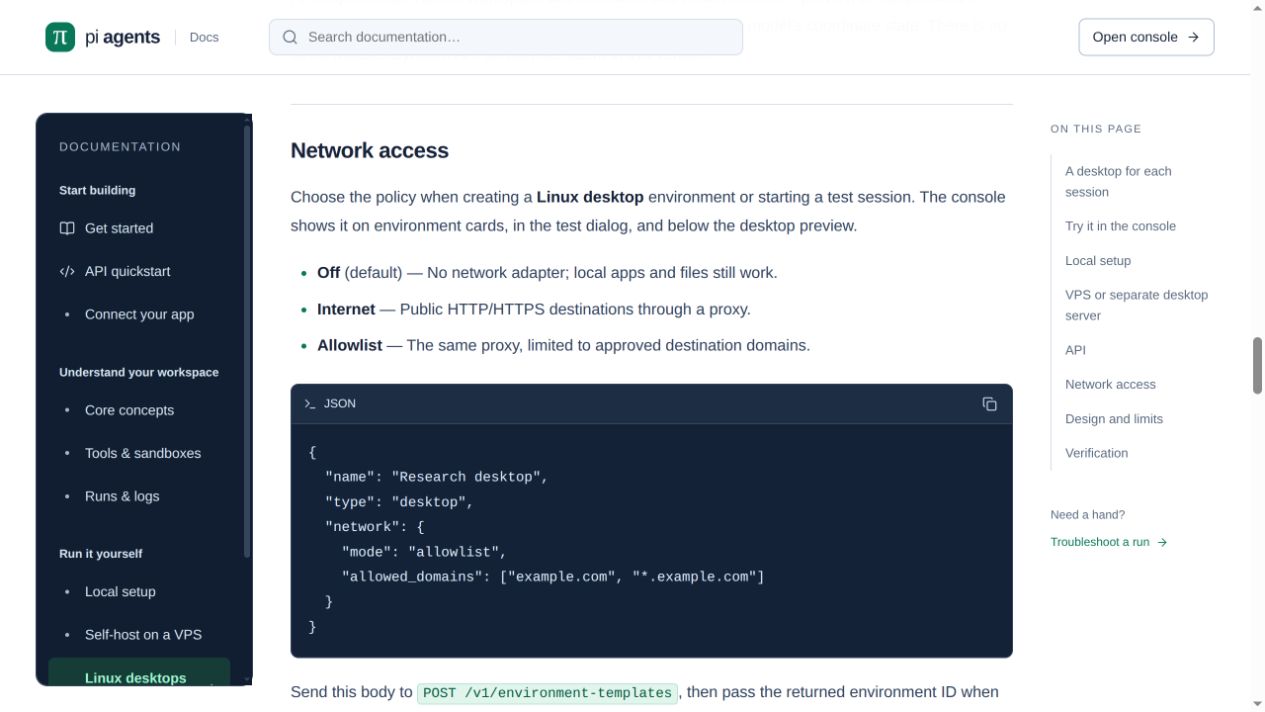 π pi agents Docs
Search documentation…
Open console →
DOCUMENTATION
Start building
Get started
API quickstart
Connect your app
Understand your workspace
Core concepts
Tools & sandboxes
Runs & logs
Run it yourself
Local setup
Self-host on a VPS
Linux desktops
Network access
Choose the policy when creating a Linux desktop environment or starting a test session. The console
shows it on environment cards, in the test dialog, and below the desktop preview.
• Off (default) — No network adapter; local apps and files still work.
• Internet — Public HTTP/HTTPS destinations through a proxy.
• Allowlist — The same proxy, limited to approved destination domains.
JSON
{
  "name": "Research desktop",
  "type": "desktop",
  "network": {
    "mode": "allowlist",
    "allowed_domains": ["example.com", "*.example.com"]
  }
}
Send this body to POST /v1/environment-templates, then pass the returned environment ID when
ON THIS PAGE
A desktop for each
session
Try it in the console
Local setup
VPS or separate desktop
server
API
Network access
Design and limits
Verification
Need a hand?
Troubleshoot a run →